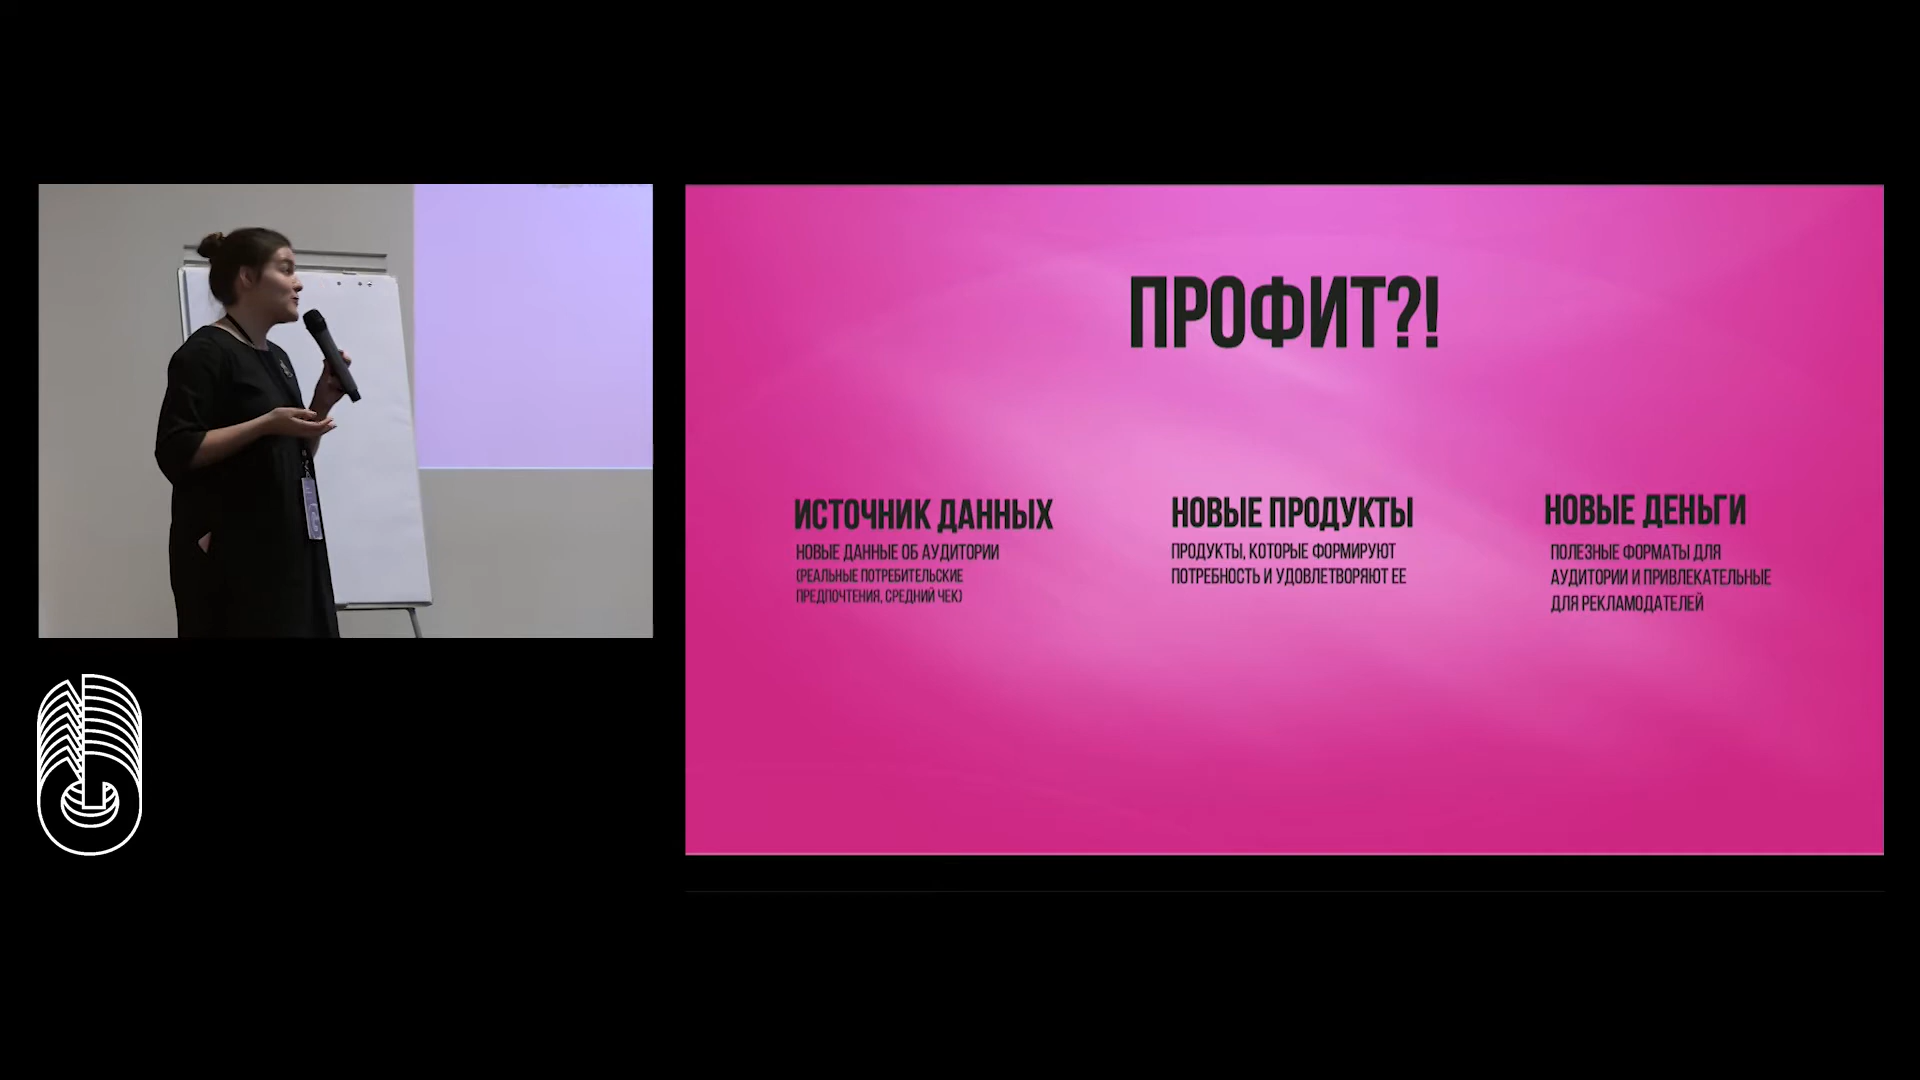 ПРОФИТ?!
ИСТОЧНИК ДАННЫХ
НОВЫЕ ДАННЫЕ ОБ АУДИТОРИИ
(РЕАЛЬНЫЕ ПОТРЕБИТЕЛЬСКИЕ
ПРЕДПОЧТЕНИЯ, СРЕДНИЙ ЧЕК)
НОВЫЕ ПРОДУКТЫ
ПРОДУКТЫ, КОТОРЫЕ ФОРМИРУЮТ
ПОТРЕБНОСТЬ И УДОВЛЕТВОРЯЮТ ЕЕ
НОВЫЕ ДЕНЬГИ
ПОЛЕЗНЫЕ ФОРМАТЫ ДЛЯ
АУДИТОРИИ И ПРИВЛЕКАТЕЛЬНЫЕ
ДЛЯ РЕКЛАМОДАТЕЛЕЙ